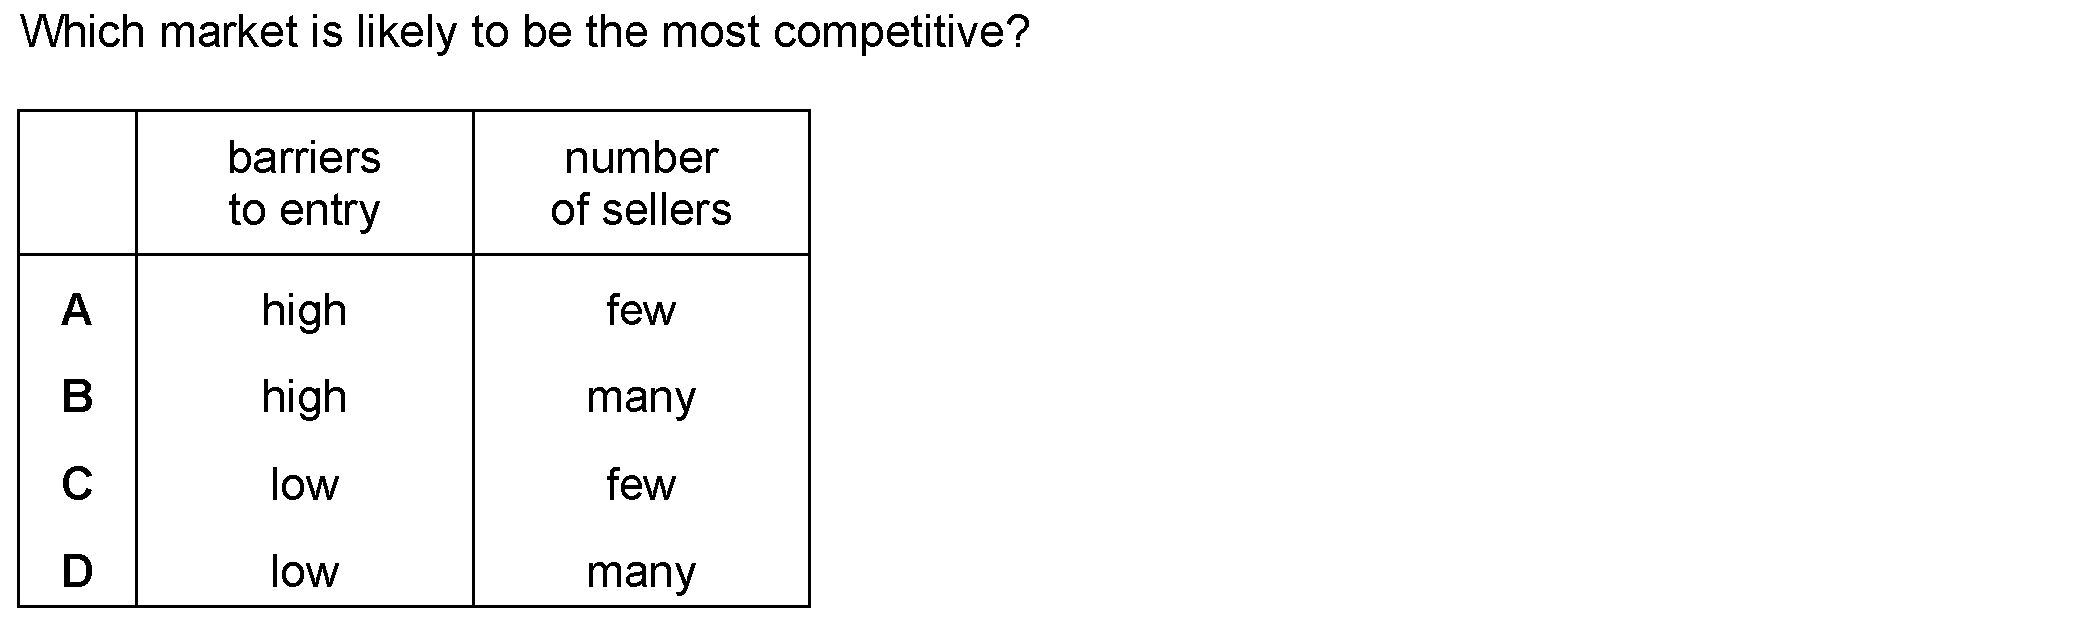 Which market is likely to be the most competitive?
barriers to entry number of sellers
A high few
B high many
C low few
D low many